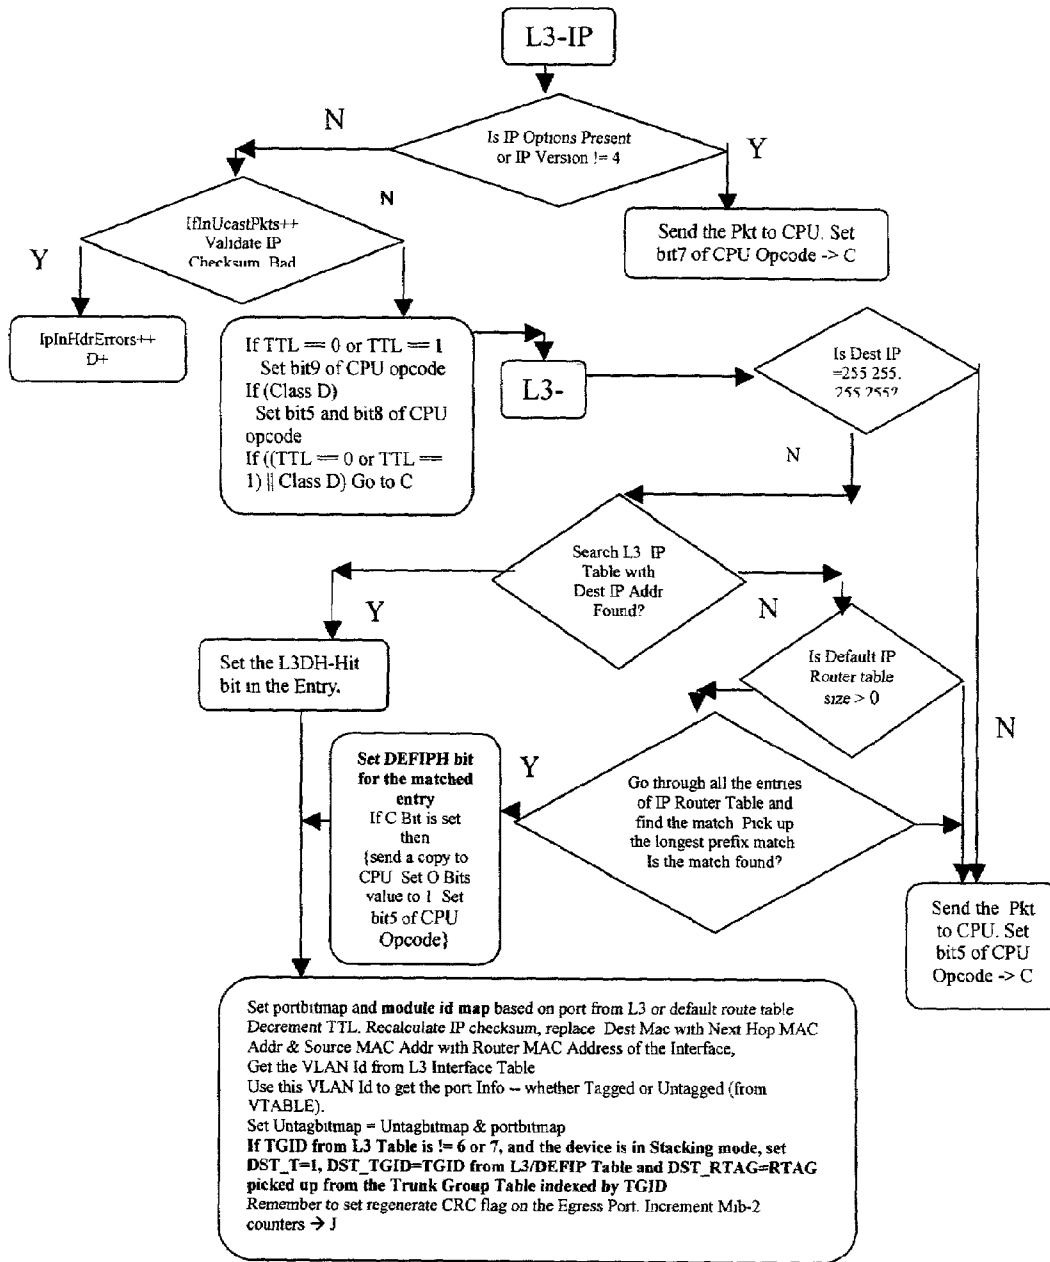 L3-IP
N
Is IP Options Present
or IP Version != 4
Y
N
IfInUcastPkts++
Validate IP
Checksum Bad
Y
Send the Pkt to CPU. Set
bit7 of CPU Opcode -> C
IpInHdrErrors++
D+
If TTL == 0 or TTL == 1
Set bit9 of CPU opcode
If (Class D)
Set bit5 and bit8 of CPU
opcode
If ((TTL == 0 or TTL ==
1) || Class D) Go to C
L3-
Is Dest IP
=255 255.
255 255?
N
Search L3 IP
Table with
Dest IP Addr
Found?
Y
N
Set the L3DH-Hit
bit in the Entry.
Is Default IP
Router table
size > 0
N
Set DEFIPH bit
for the matched
entry
If C Bit is set
then
{send a copy to
CPU Set O Bits
value to 1 Set
bit5 of CPU
Opcode}
Y
Go through all the entries
of IP Router Table and
find the match Pick up
the longest prefix match
Is the match found?
Send the Pkt
to CPU. Set
bit5 of CPU
Opcode -> C
Set portbitmap and module id map based on port from L3 or default route table
Decrement TTL. Recalculate IP checksum, replace Dest Mac with Next Hop MAC
Addr & Source MAC Addr with Router MAC Address of the Interface,
Get the VLAN Id from L3 Interface Table
Use this VLAN Id to get the port Info -- whether Tagged or Untagged (from
VTABLE).
Set Untagbitmap = Untagbitmap & portbitmap
If TGID from L3 Table is != 6 or 7, and the device is in Stacking mode, set
DST_T=1, DST_TGID=TGID from L3/DEFIP Table and DST_RTAG=RTAG
picked up from the Trunk Group Table indexed by TGID
Remember to set regenerate CRC flag on the Egress Port. Increment Mib-2
counters → J